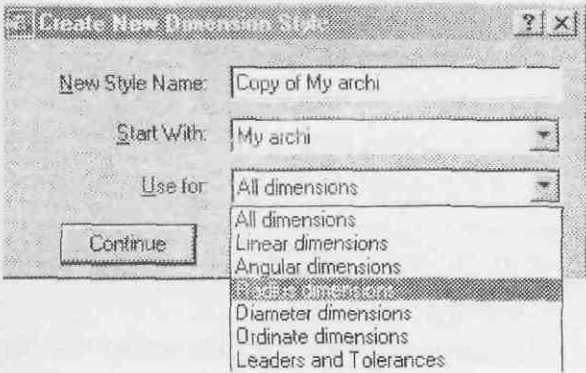 Create New Dimension Style
New Style Name: Copy of My archi
Start With: My archi
Use for: All dimensions
Continue
All dimensions
Linear dimensions
Angular dimensions
Radius dimensions
Diameter dimensions
Ordinate dimensions
Leaders and Tolerances